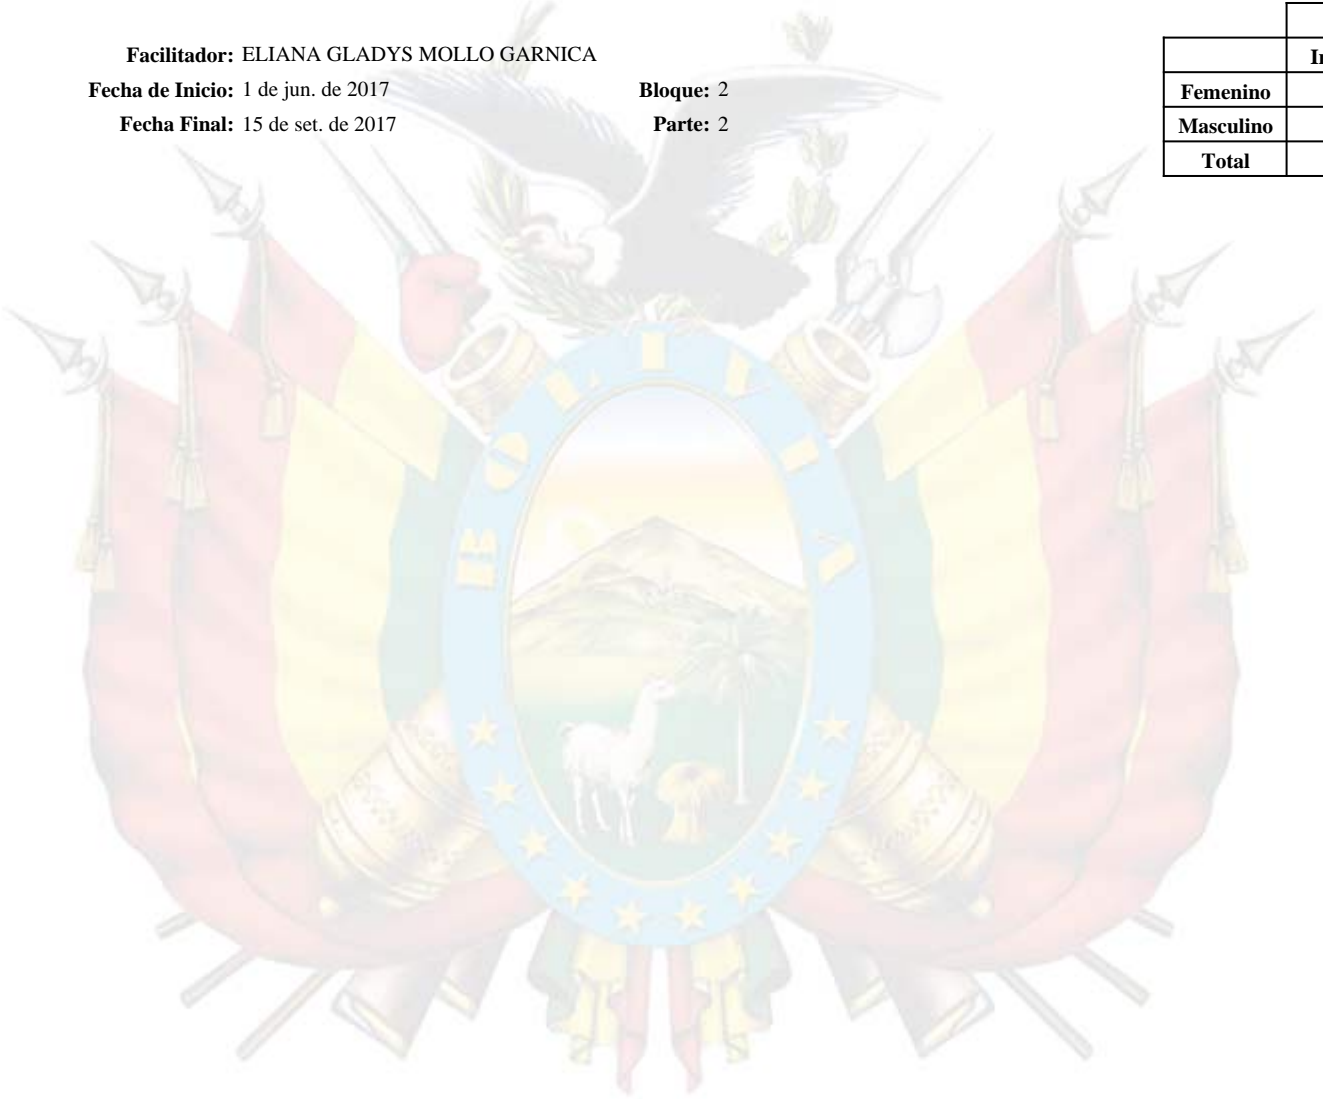 Facilitador: ELIANA GLADYS MOLLO GARNICA
Fecha de Inicio: 1 de jun. de 2017 Bloque: 2
Fecha Final: 15 de set. de 2017 Parte: 2
Femenino
Masculino
Total
BOLIVIA